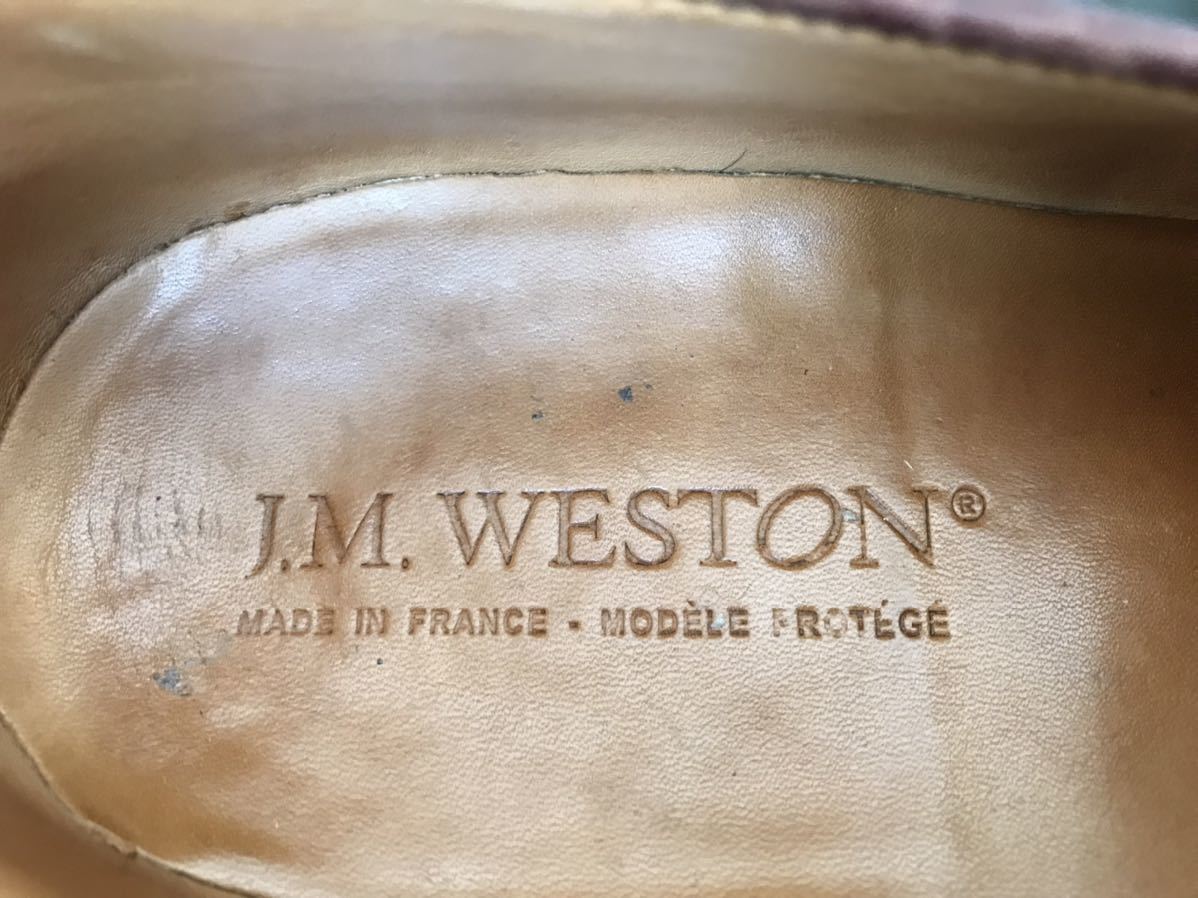 J.M. WESTON®
MADE IN FRANCE - MODÈLE PROTÉGÉ